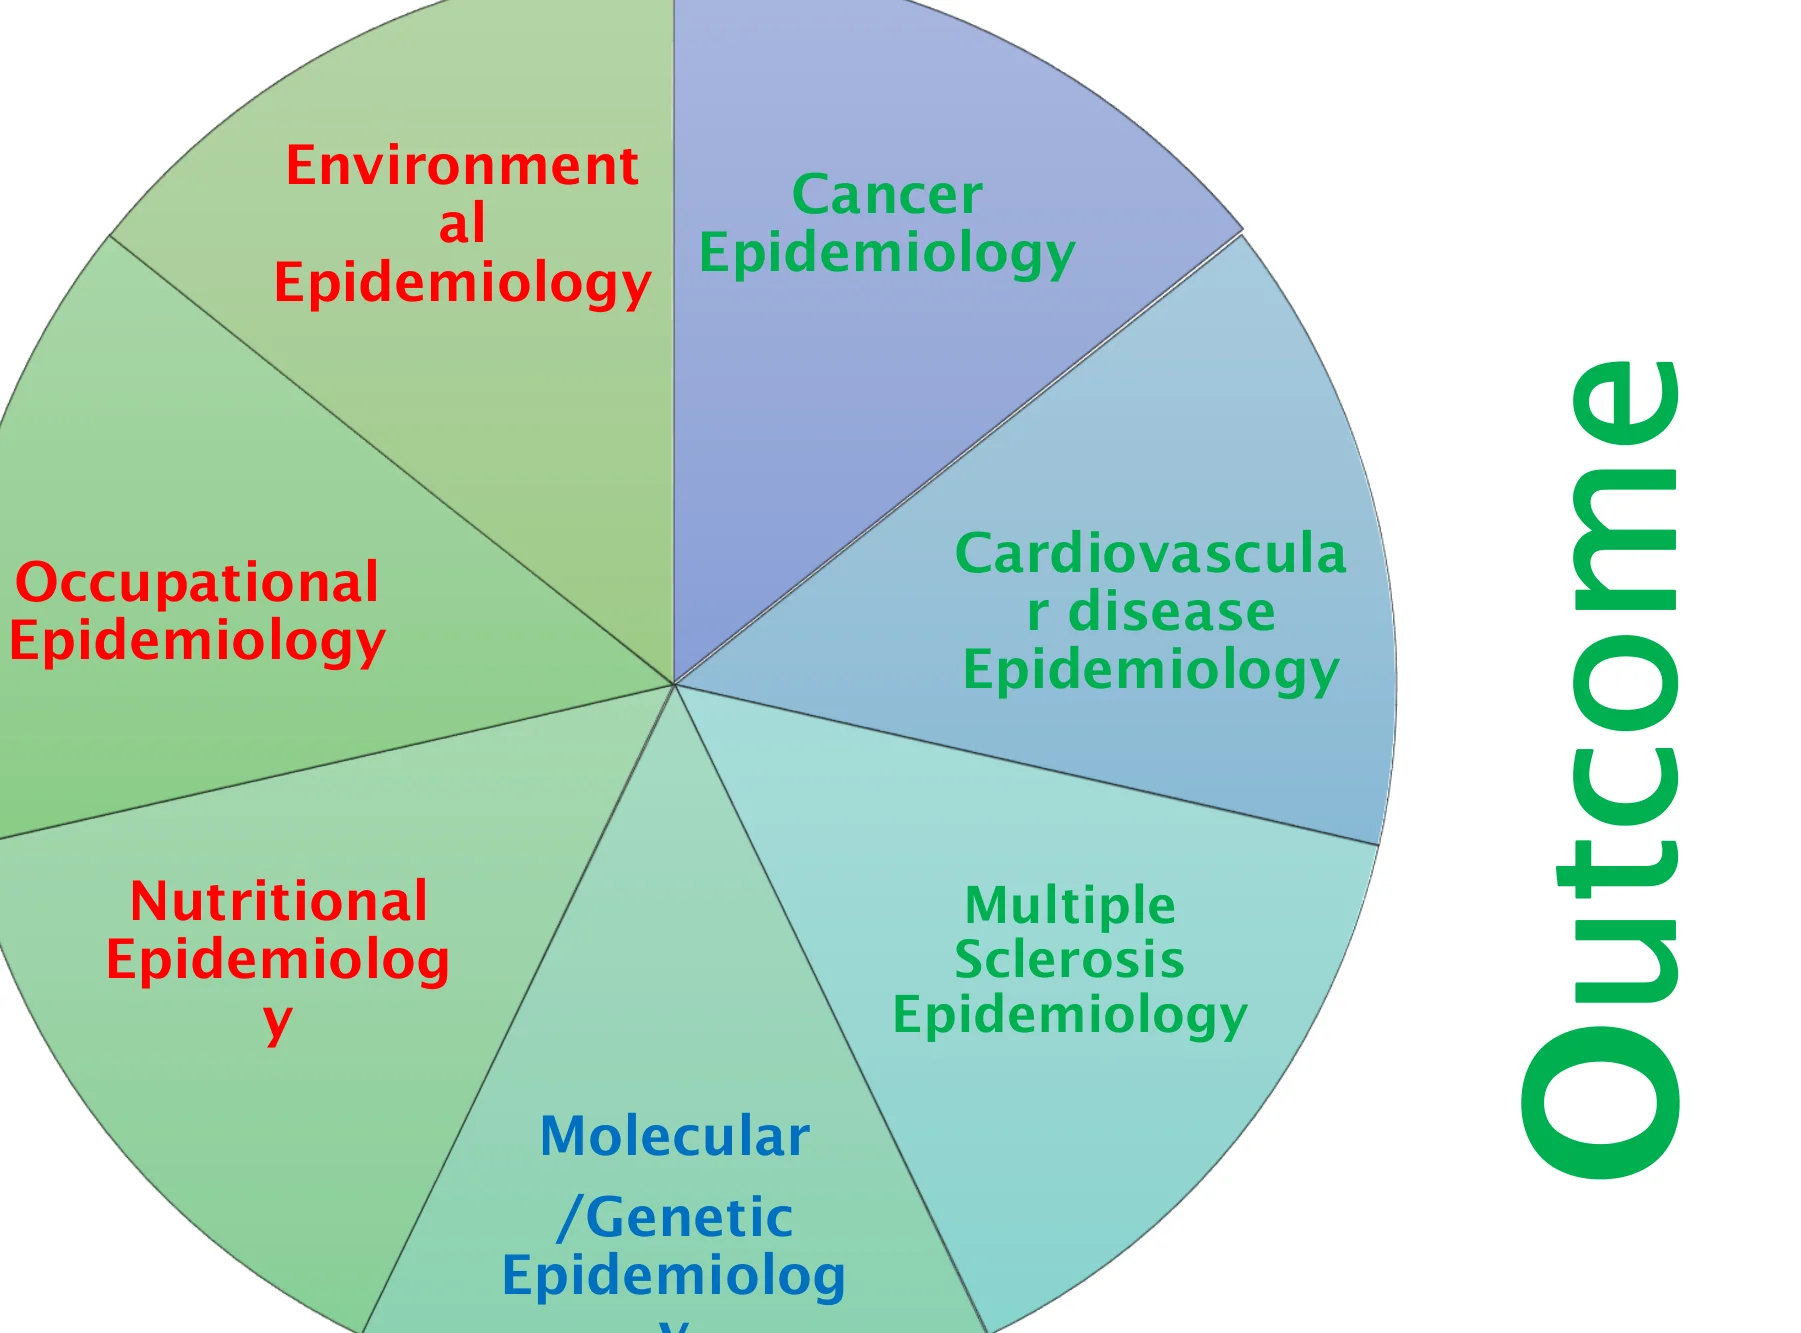 Environment
al
Epidemiology
Cancer
Epidemiology
Cardiovascula
r disease
Epidemiology
Occupational
Epidemiology
Nutritional
Epidemiolog
y
Multiple
Sclerosis
Epidemiology
Molecular
/Genetic
Epidemiolog
y
Outcome